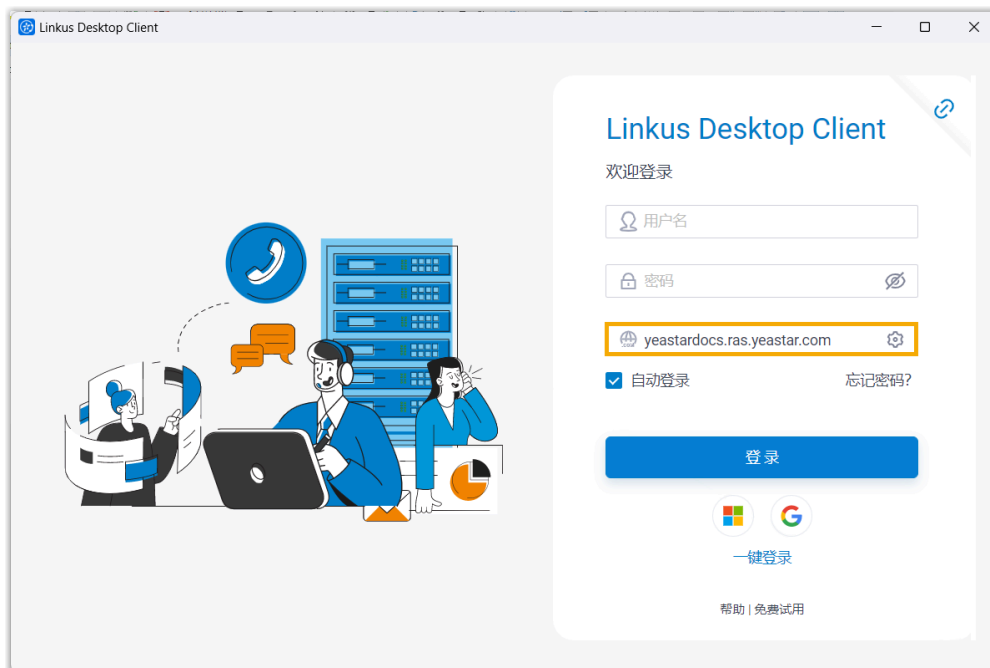 Linkus Desktop Client
Linkus Desktop Client
欢迎登录
用户名
密码
yeastardocs.ras.yeastar.com
自动登录 忘记密码?
登录
一键登录
帮助 | 免费试用